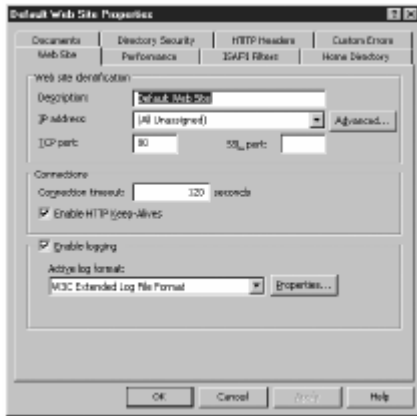 Default Web Site Properties
Documents Directory Security HTTP Headers Custom Errors
Web Site Performance ISAPI Filters Home Directory
Web site identification
Description: Default Web Site
IP address: (All Unassigned) Advanced...
TCP port: 80 SSL port:
Connections
Connection timeout: 120 seconds
Enable HTTP Keep-Alives
Enable logging
Active log format:
W3C Extended Log File Format Properties...
OK Cancel Apply Help